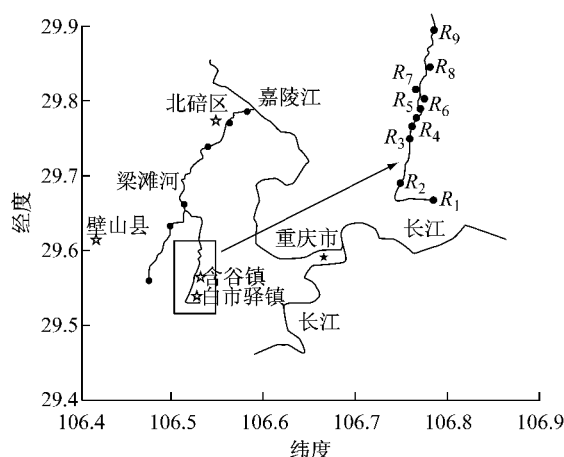 29.9
R9
R8
R7
R6
R5
R4
R3
R2
R1
29.8
北碚区
嘉陵江
29.7
梁滩河
经度
璧山县
29.6
重庆市
长江
含谷镇
白市驿镇
29.5
长江
29.4
106.4
106.5
106.6
106.7
106.8
106.9
纬度